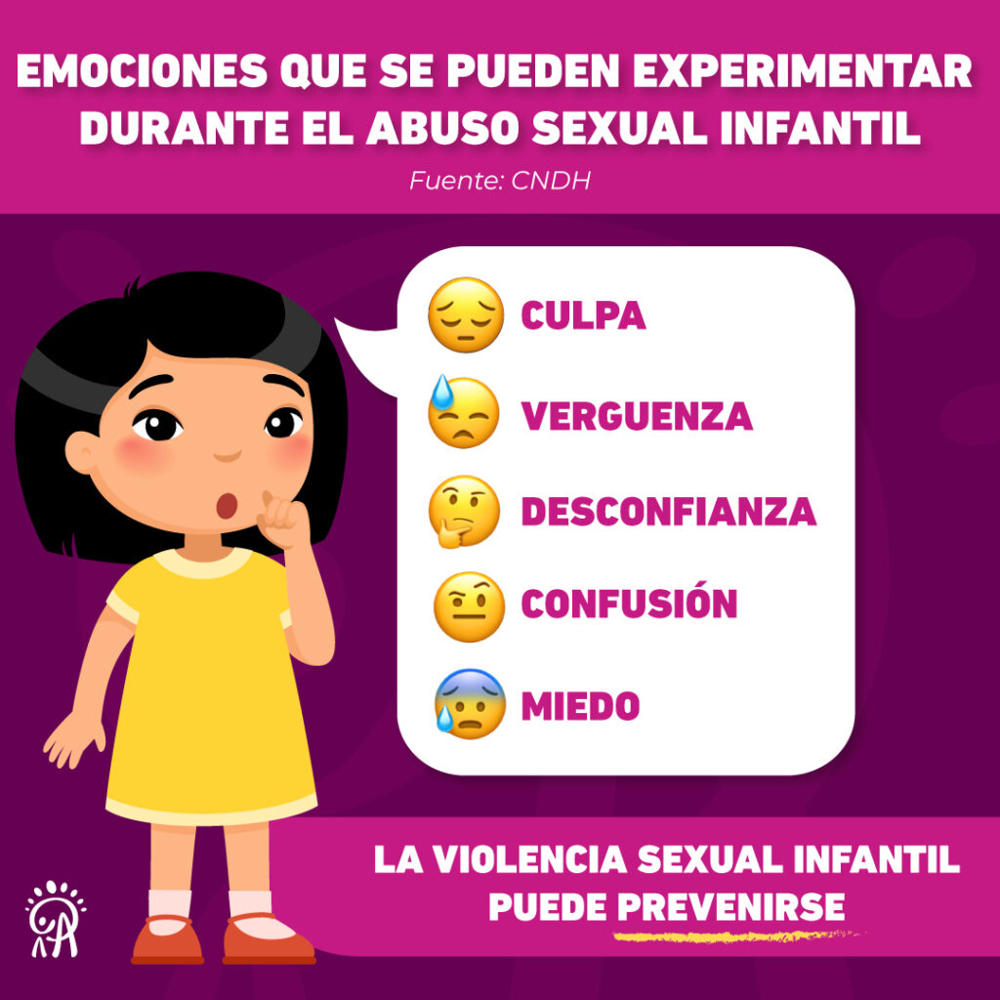 EMOCIONES QUE SE PUEDEN EXPERIMENTAR
DURANTE EL ABUSO SEXUAL INFANTIL
Fuente: CNDH
CULPA
VERGUENZA
DESCONFIANZA
CONFUSIÓN
MIEDO
LA VIOLENCIA SEXUAL INFANTIL
PUEDE PREVENIRSE